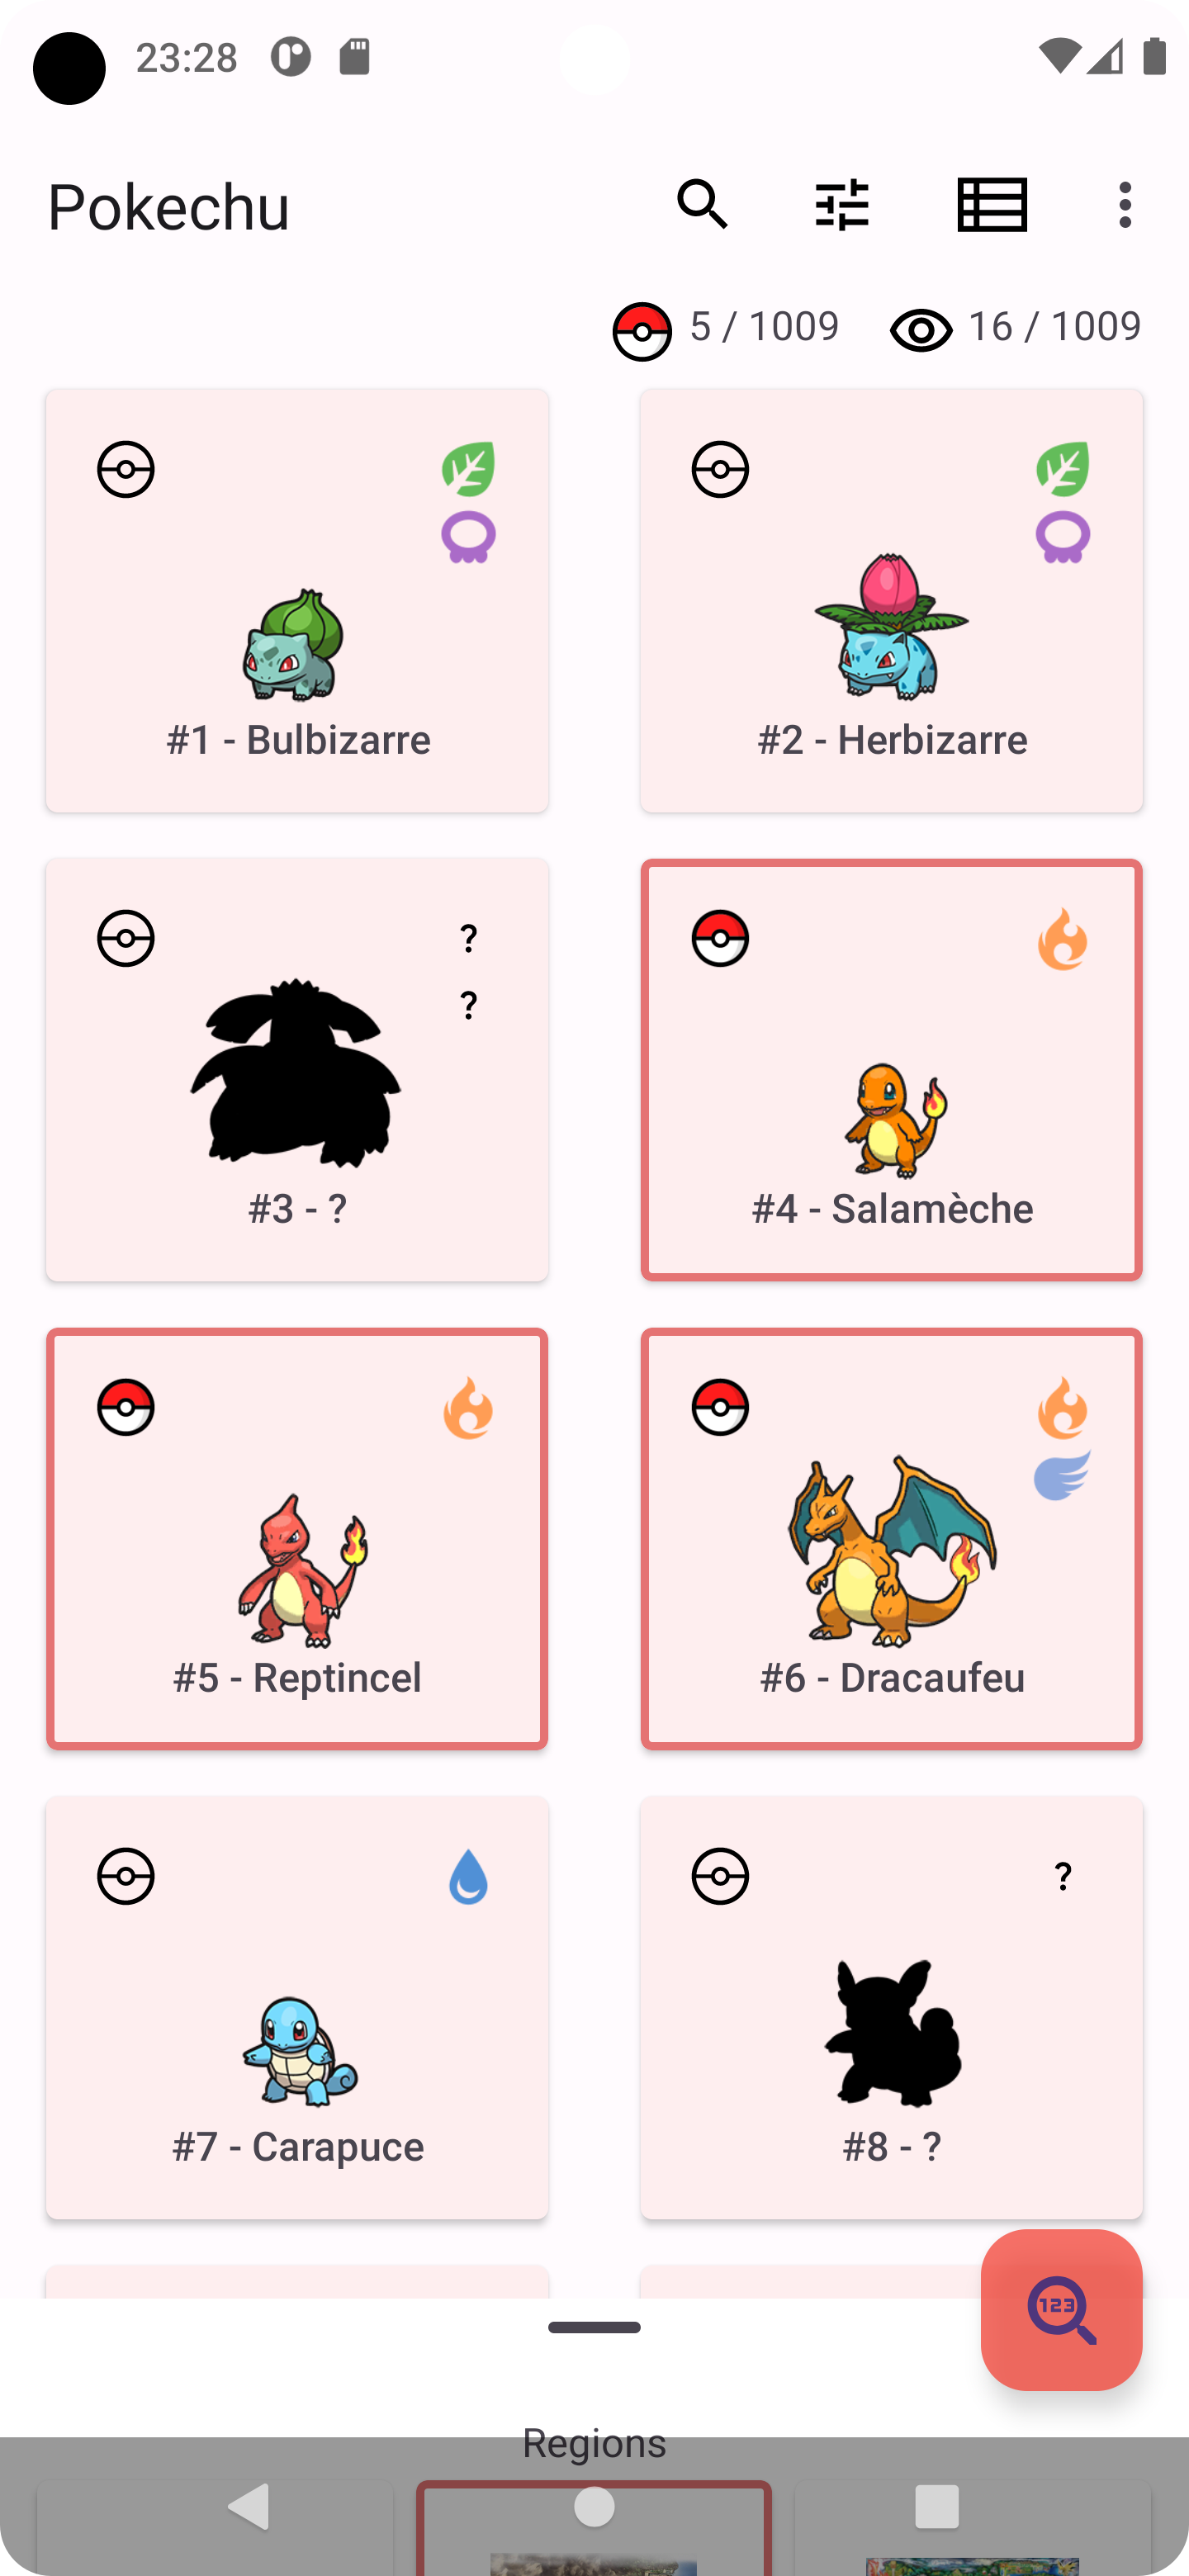 23:28
Pokechu
5 / 1009 16 / 1009
#1 - Bulbizarre
#2 - Herbizarre
?
?
#3 - ?
#4 - Salamèche
#5 - Reptincel
#6 - Dracaufeu
#7 - Carapuce
?
#8 - ?
123
Regions